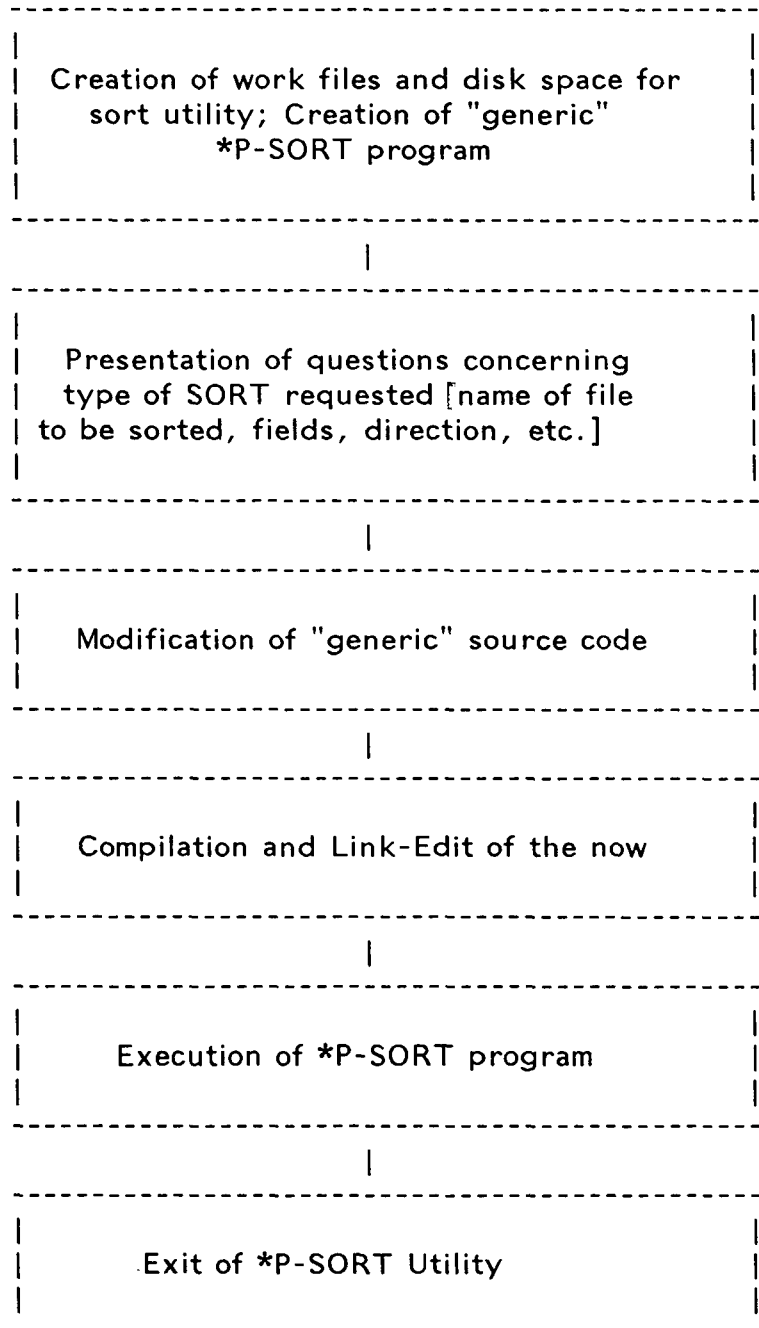 Creation of work files and disk space for
sort utility; Creation of "generic"
*P-SORT program
Presentation of questions concerning
type of SORT requested [name of file
to be sorted, fields, direction, etc.]
Modification of "generic" source code
Compilation and Link-Edit of the now
Execution of *P-SORT program
Exit of *P-SORT Utility